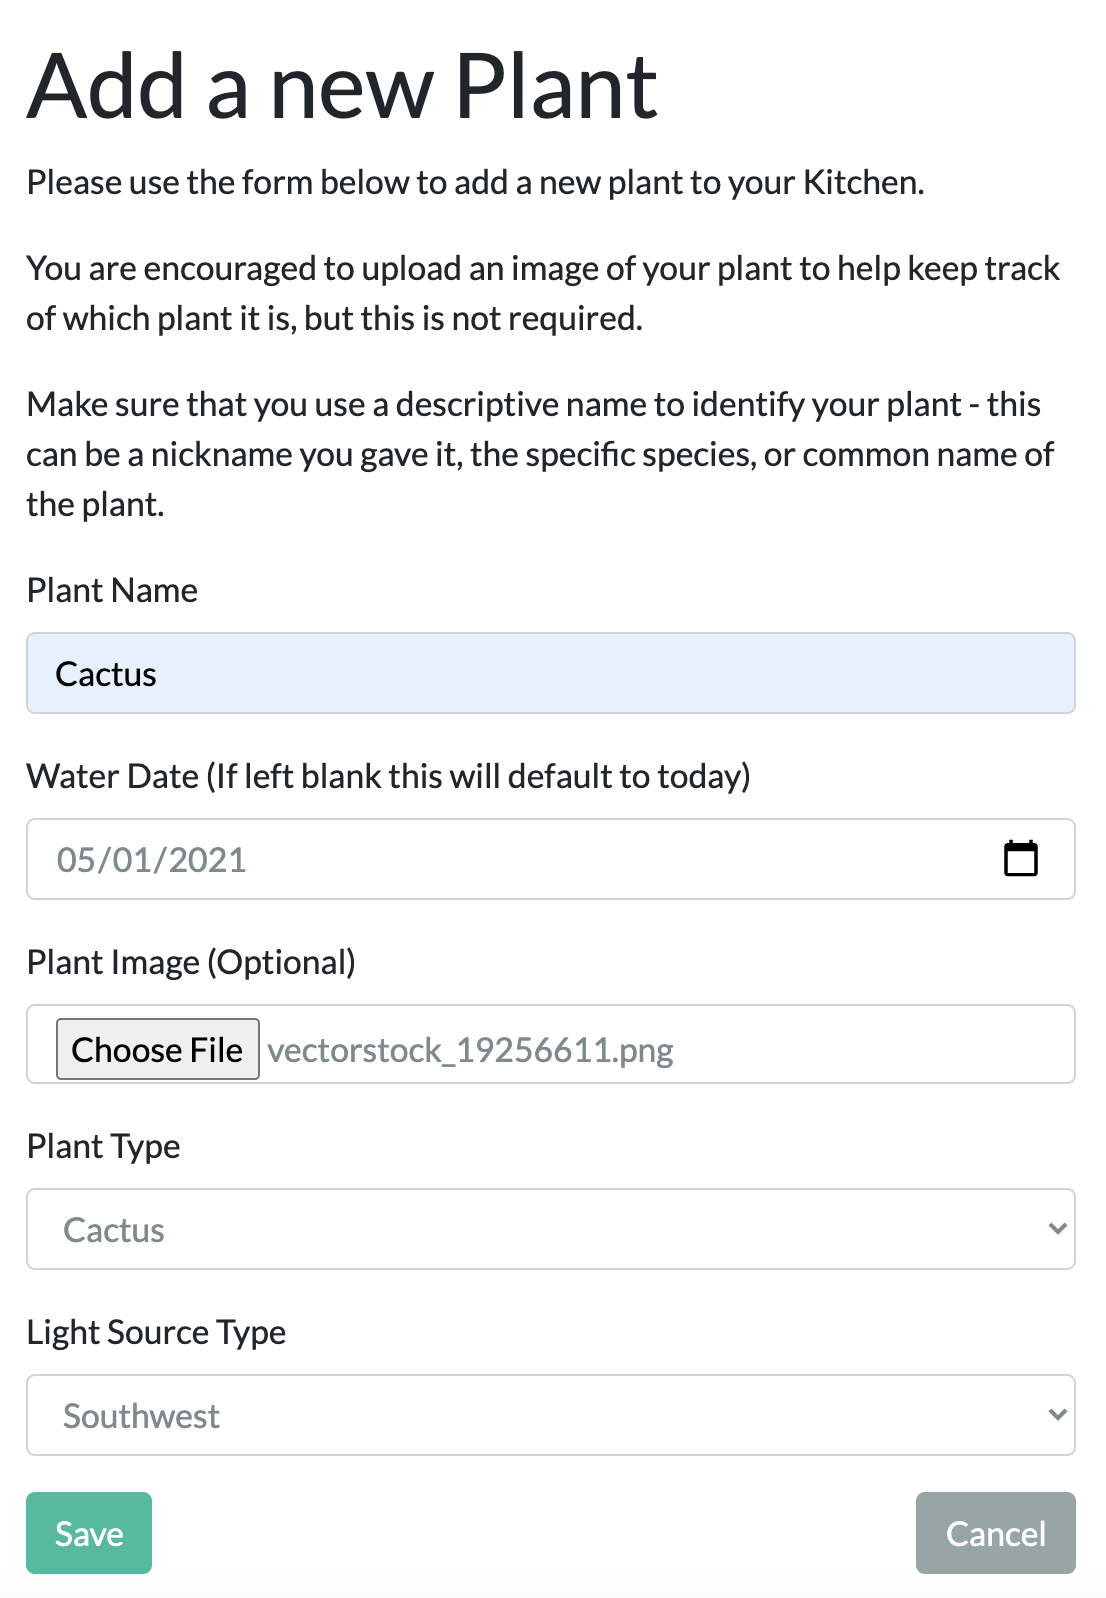 Add a new Plant
Please use the form below to add a new plant to your Kitchen.
You are encouraged to upload an image of your plant to help keep track
of which plant it is, but this is not required.
Make sure that you use a descriptive name to identify your plant - this
can be a nickname you gave it, the specific species, or common name of
the plant.
Plant Name
Cactus
Water Date (If left blank this will default to today)
05/01/2021
Plant Image (Optional)
Choose File vectorstock_19256611.png
Plant Type
Cactus
Light Source Type
Southwest
Save Cancel